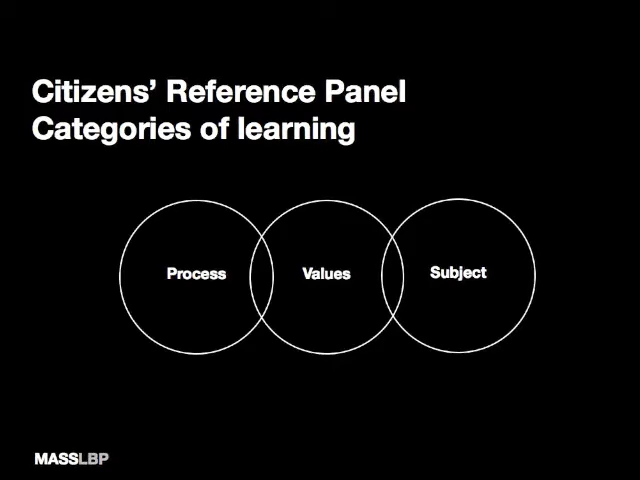 Citizens’ Reference Panel
Categories of learning
Process Values Subject
MASSLBP